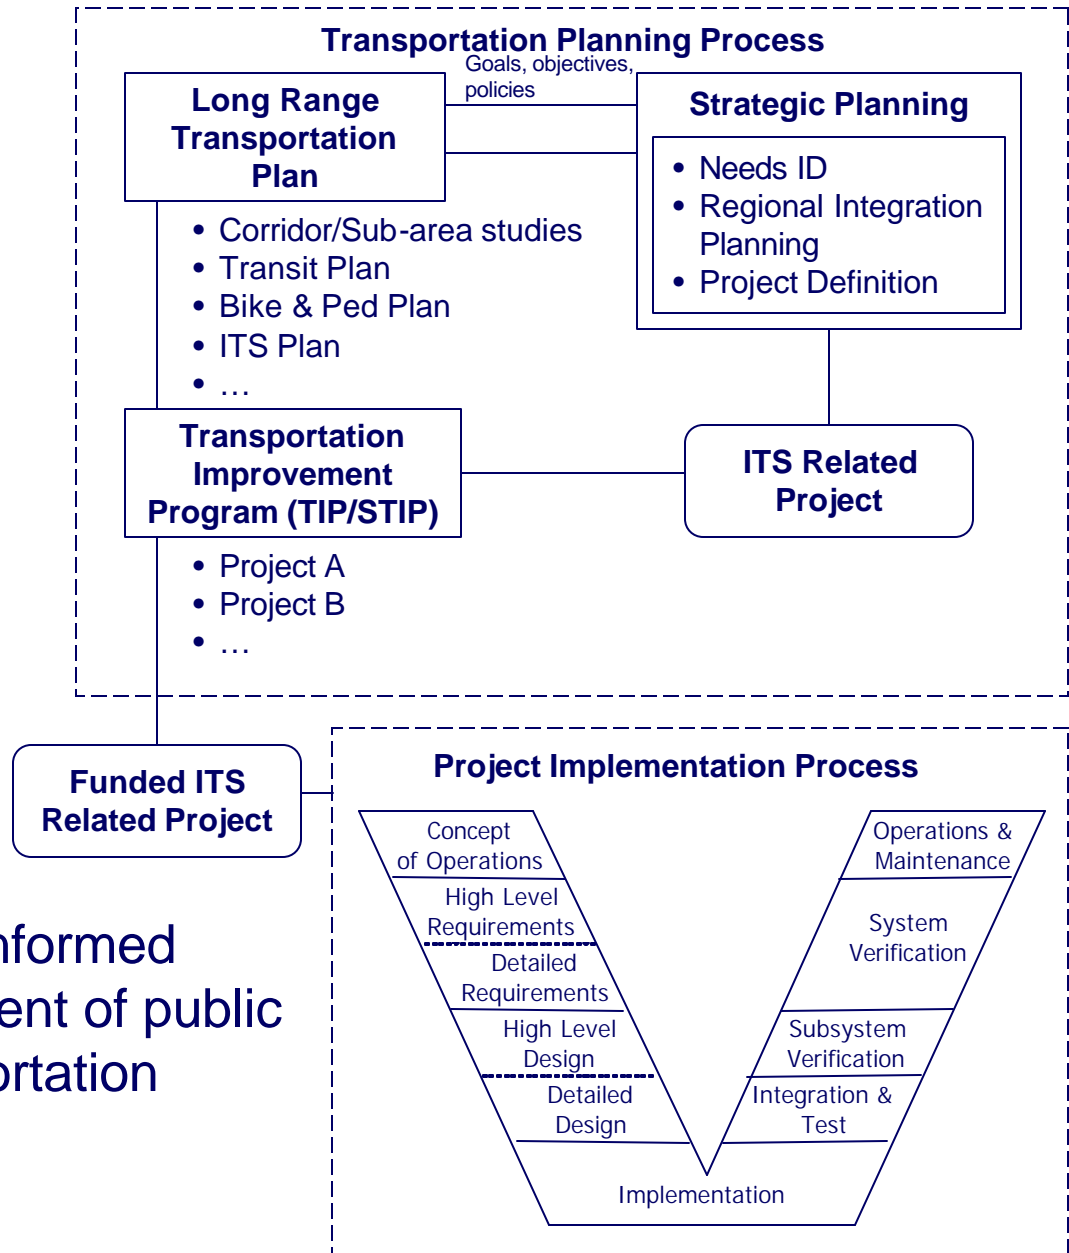 Transportation Planning Process
Goals, objectives,
policies
Long Range
Transportation
Plan
Strategic Planning
• Needs ID
• Regional Integration
Planning
• Project Definition
• Corridor/Sub-area studies
• Transit Plan
• Bike & Ped Plan
• ITS Plan
• …
Transportation
Improvement
Program (TIP/STIP)
ITS Related
Project
• Project A
• Project B
• …
Funded ITS
Related Project
Project Implementation Process
Concept
of Operations
High Level
Requirements
Detailed
Requirements
High Level
Design
Detailed
Design
Implementation
Operations &
Maintenance
System
Verification
Subsystem
Verification
Integration &
Test
nformed
ent of public
ortation